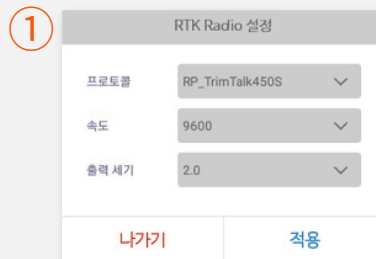 ①
RTK Radio 설정
프로토콜 RP_TrimTalk450S
속도 9600
출력 세기 2.0
나가기 적용